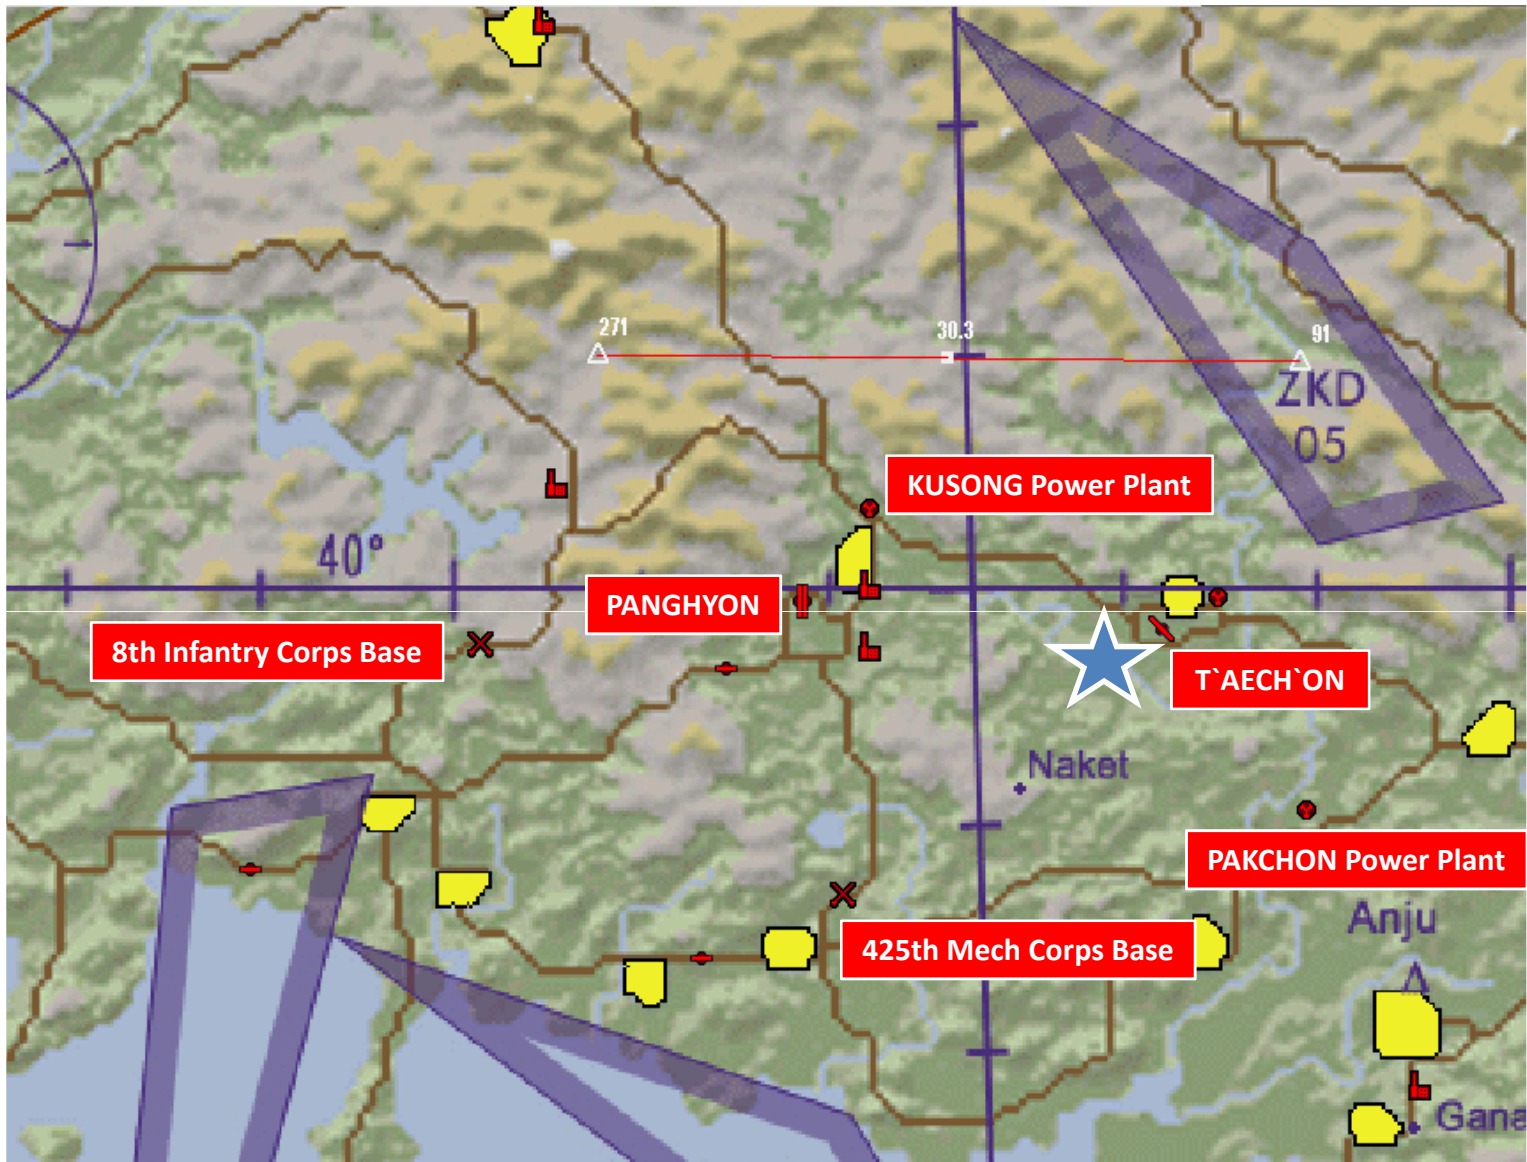 271
30.3
91
ZKD
05
KUSONG Power Plant
40°
PANGHYON
8th Infantry Corps Base
T`AECH`ON
Naket
PAKCHON Power Plant
Anju
425th Mech Corps Base
Gana